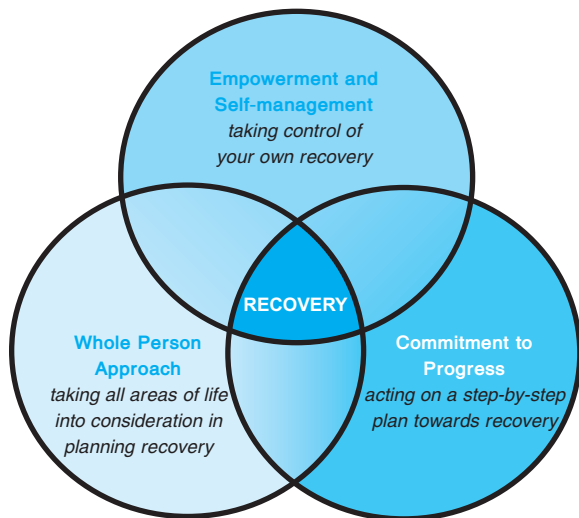 Empowerment and
Self-management
taking control of
your own recovery
RECOVERY
Whole Person
Approach
taking all areas of life
into consideration in
planning recovery
Commitment to
Progress
acting on a step-by-step
plan towards recovery